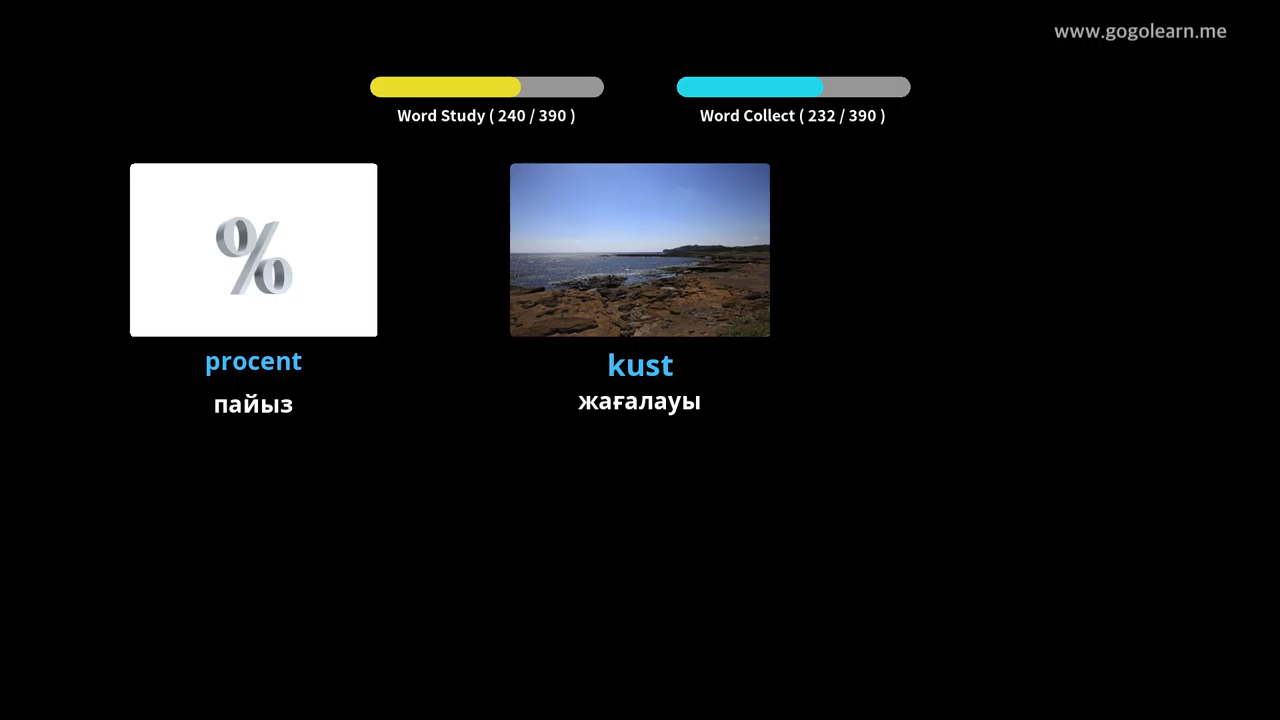 www.gogolearn.me
Word Study ( 240 / 390 )
Word Collect ( 232 / 390 )
%
procent
пайыз
kust
жағалауы